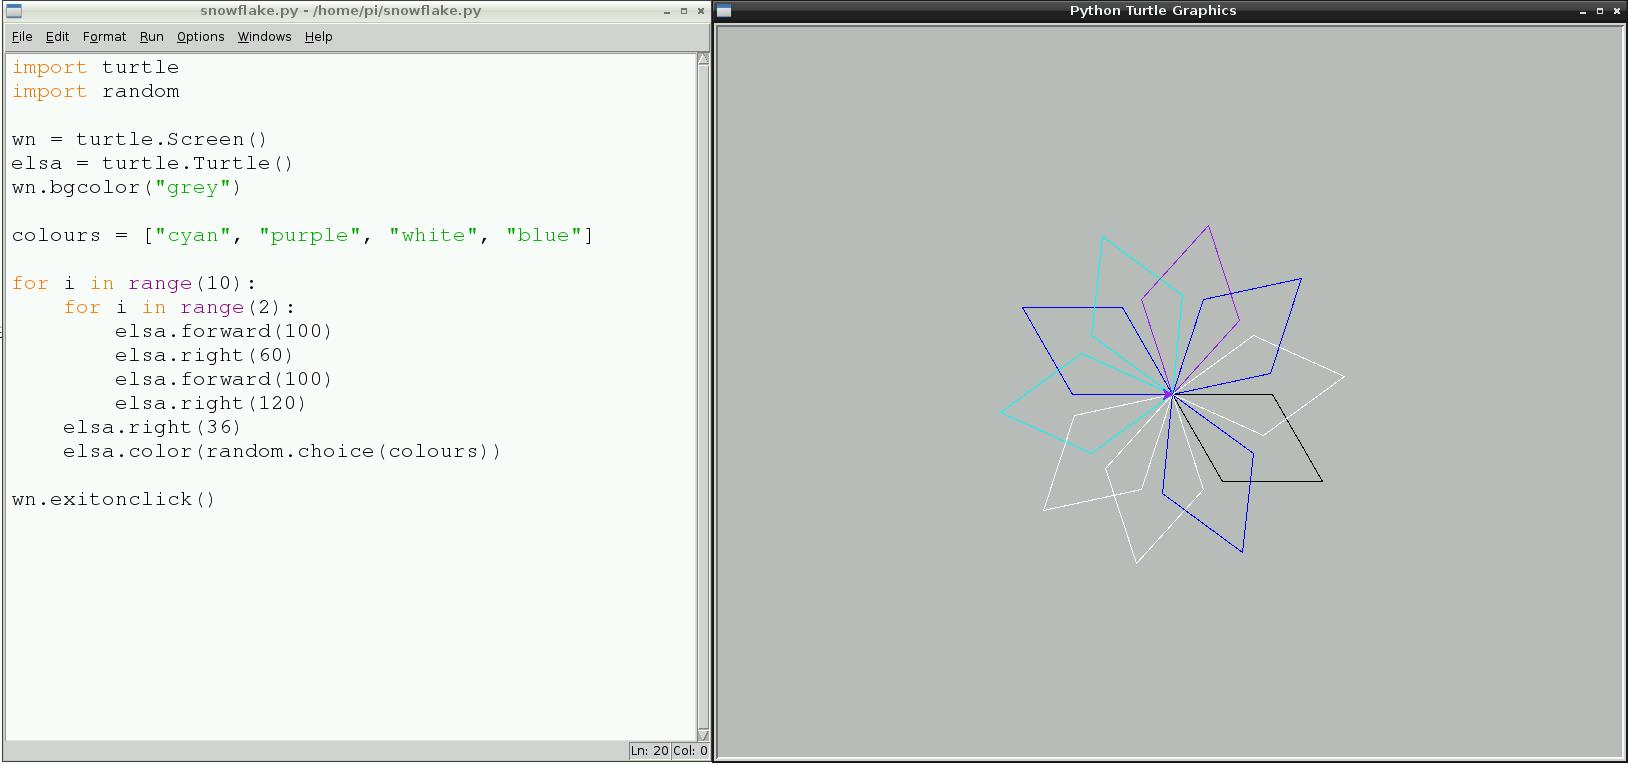 snowflake.py - /home/pi/snowflake.py
File Edit Format Run Options Windows Help
import turtle
import random
wn = turtle.Screen()
elsa = turtle.Turtle()
wn.bgcolor("grey")
colours = ["cyan", "purple", "white", "blue"]
for i in range(10):
    for i in range(2):
        elsa.forward(100)
        elsa.right(60)
        elsa.forward(100)
        elsa.right(120)
    elsa.right(36)
    elsa.color(random.choice(colours))
wn.exitonclick()
Ln: 20 Col: 0
Python Turtle Graphics